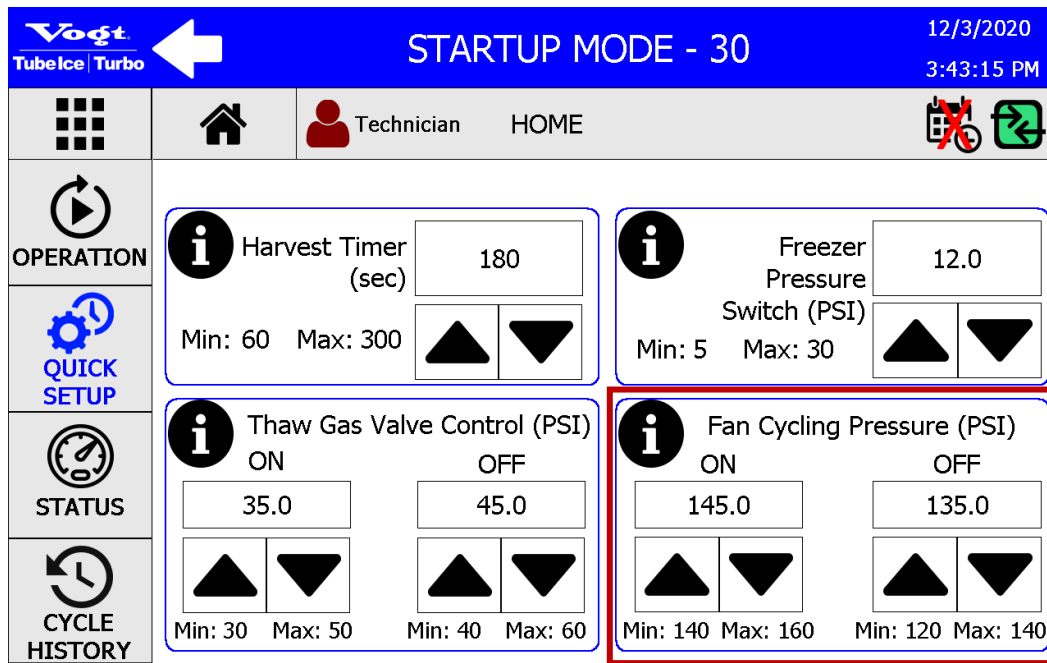 Vogt
Tube Ice | Turbo
STARTUP MODE - 30
12/3/2020
3:43:15 PM
Technician
HOME
OPERATION
QUICK
SETUP
STATUS
CYCLE
HISTORY
Harvest Timer
(sec)
180
Min: 60 Max: 300
Freezer
Pressure
Switch (PSI)
12.0
Min: 5 Max: 30
Thaw Gas Valve Control (PSI)
ON OFF
35.0 45.0
Min: 30 Max: 50 Min: 40 Max: 60
Fan Cycling Pressure (PSI)
ON OFF
145.0 135.0
Min: 140 Max: 160 Min: 120 Max: 140